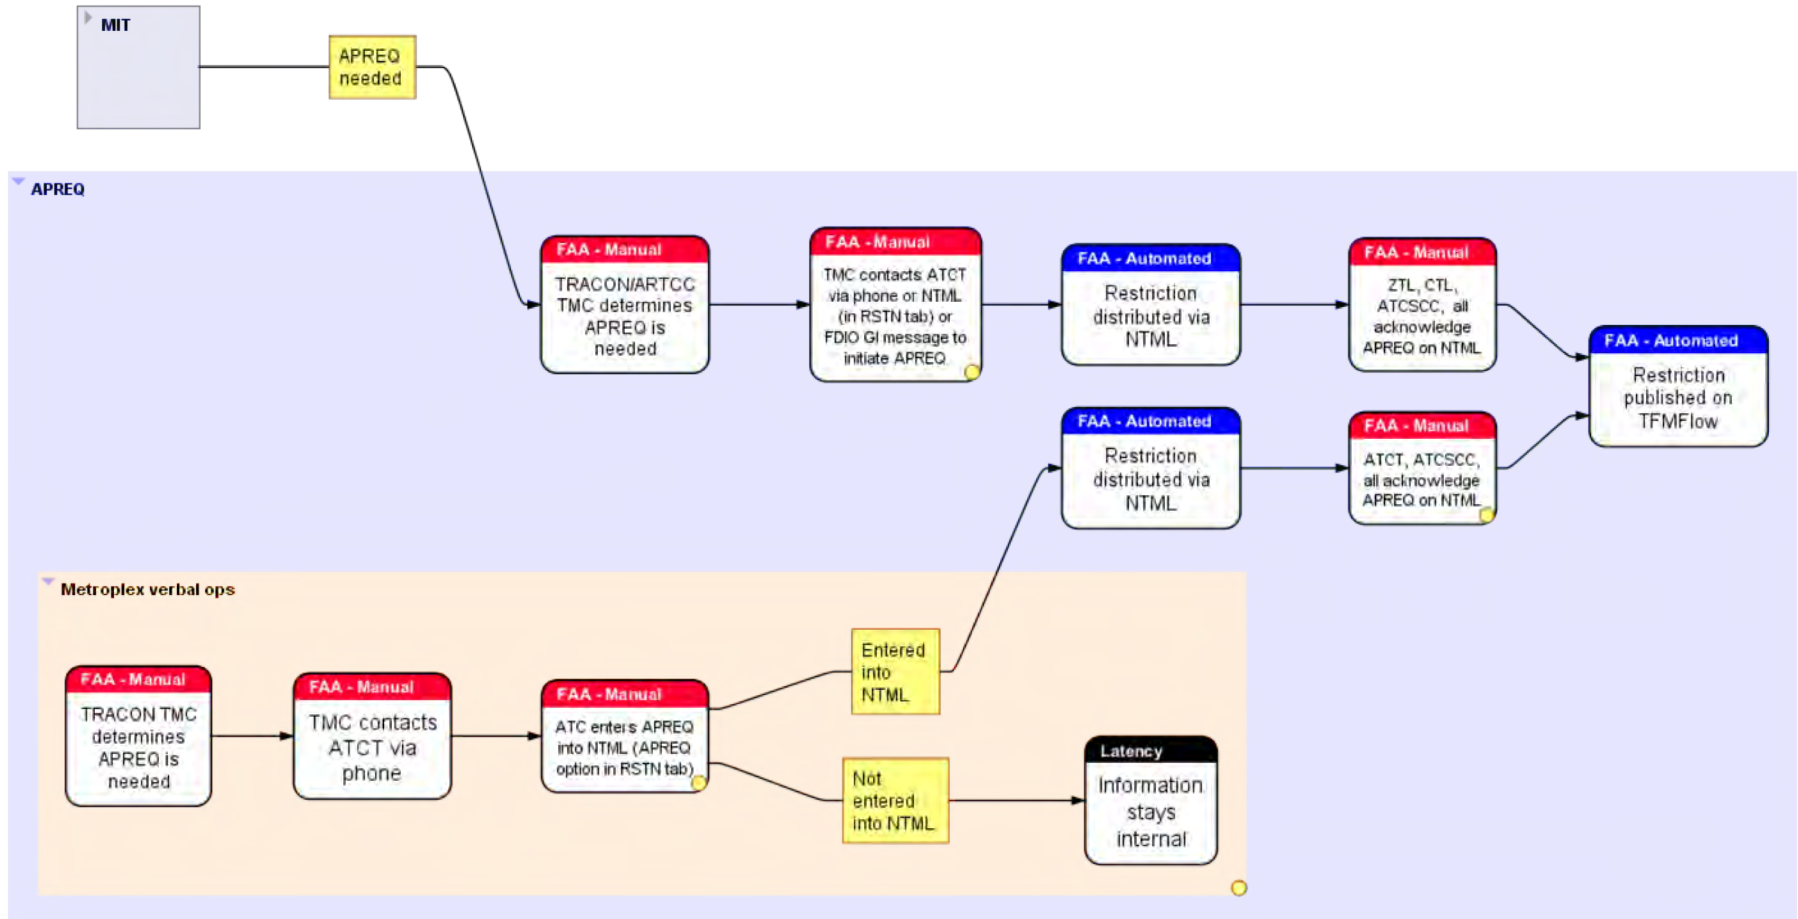 MIT
APREQ
needed
APREQ
FAA - Manual
TRACON/ARTCC
TMC determines
APREQ is
needed
FAA - Manual
TMC contacts ATCT
via phone or NTML
(in RSTN tab) or
FDIO GI message to
initiate APREQ
FAA - Automated
Restriction
distributed via
NTML
FAA - Manual
ZTL, CTL,
ATCSCC, all
acknowledge
APREQ on NTML
FAA - Automated
Restriction
published on
TFMFlow
FAA - Automated
Restriction
distributed via
NTML
FAA - Manual
ATCT, ATCSCC,
all acknowledge
APREQ on NTML
Metroplex verbal ops
FAA - Manual
TRACON TMC
determines
APREQ is
needed
FAA - Manual
TMC contacts
ATCT via
phone
FAA - Manual
ATC enters APREQ
into NTML (APREQ
option in RSTN tab)
Entered
into
NTML
Not
entered
into NTML
Latency
Information
stays
internal